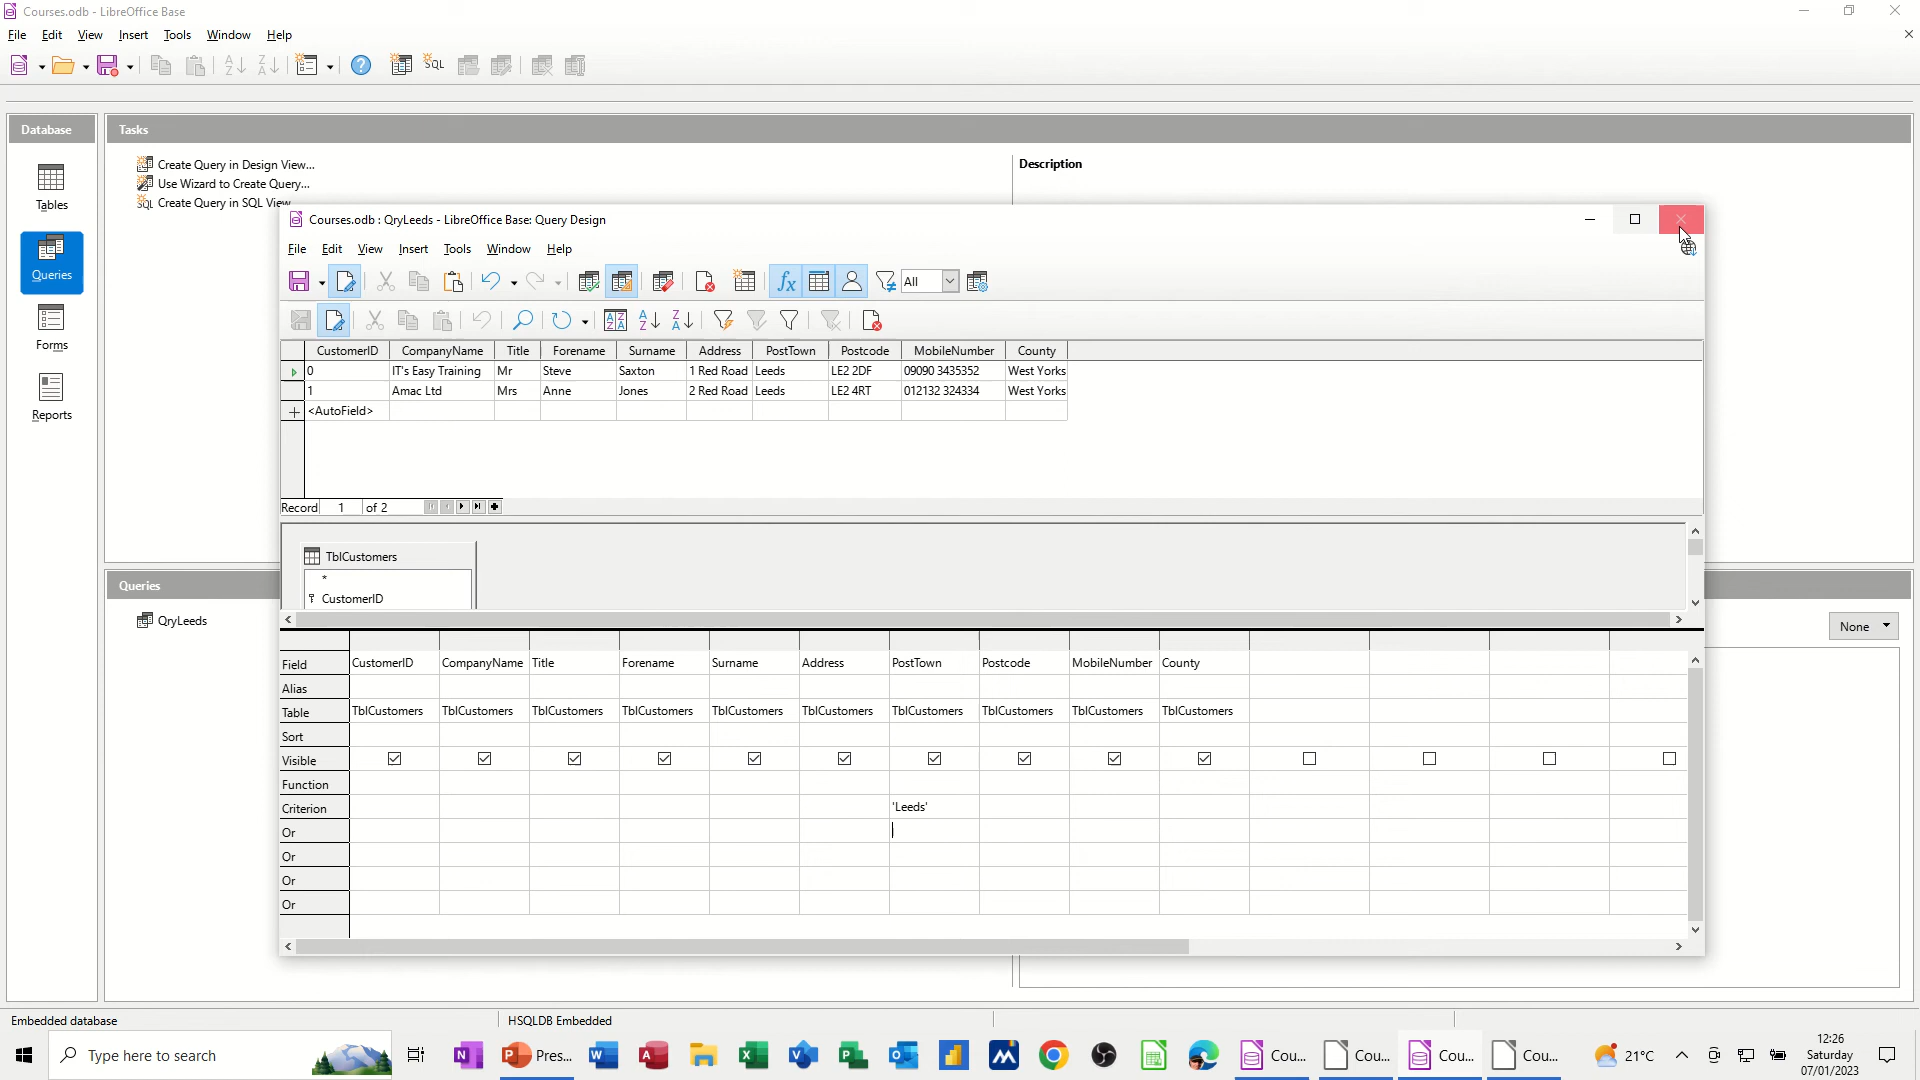 Courses.odb - LibreOffice Base
File Edit View Insert Tools Window Help
SQL
Database
Tasks
Tables
Queries
Forms
Reports
Create Query in Design View...
Use Wizard to Create Query...
SQL Create Query in SQL View...
Description
Courses.odb : QryLeeds - LibreOffice Base: Query Design
File Edit View Insert Tools Window Help
fx All
CustomerID CompanyName Title Forename Surname Address PostTown Postcode MobileNumber County
0 IT's Easy Training Mr Steve Saxton 1 Red Road Leeds LE2 2DF 09090 3435352 West Yorks
1 Amac Ltd Mrs Anne Jones 2 Red Road Leeds LE2 4RT 012132 324334 West Yorks
<AutoField>
Record 1 of 2
TblCustomers
*
CustomerID
Queries
QryLeeds
None
Field CustomerID CompanyName Title Forename Surname Address PostTown Postcode MobileNumber County
Alias
Table TblCustomers TblCustomers TblCustomers TblCustomers TblCustomers TblCustomers TblCustomers TblCustomers TblCustomers TblCustomers
Sort
Visible
Function
Criterion 'Leeds'
Or
Or
Or
Or
Embedded database HSQLDB Embedded
Type here to search
Pres...
Cou...
Cou...
Cou...
Cou...
21°C
12:26
Saturday
07/01/2023